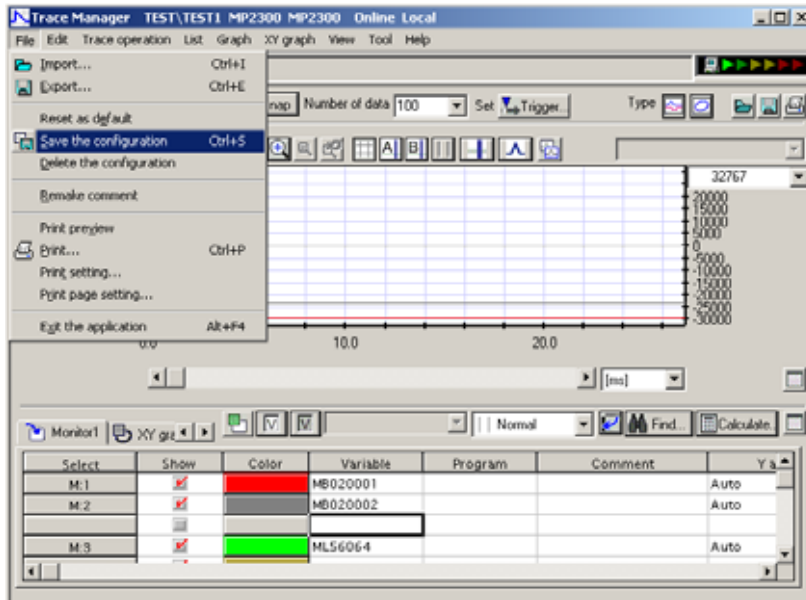 Trace Manager TEST\TEST1 MP2300 MP2300 Online Local
File Edit Trace operation List Graph XY graph View Tool Help
Import... Ctrl+I
Export... Ctrl+E
nap Number of data 100 Set Trigger... Type
Reset as default
Save the configuration Ctrl+S
Delete the configuration
A B
32767
Remake comment
Print preview
Print... Ctrl+P
Print setting...
Print page setting...
Exit the application Alt+F4
20000
15000
10000
5000
0
-5000
-10000
-15000
-20000
-25000
-30000
0.0 10.0 20.0
[ms]
Monitor1 XY gra Normal Find... Calculate.
Select Show Color Variable Program Comment Y a
M:1 MB020001 Auto
M:2 MB020002 Auto
M:3 ML56064 Auto